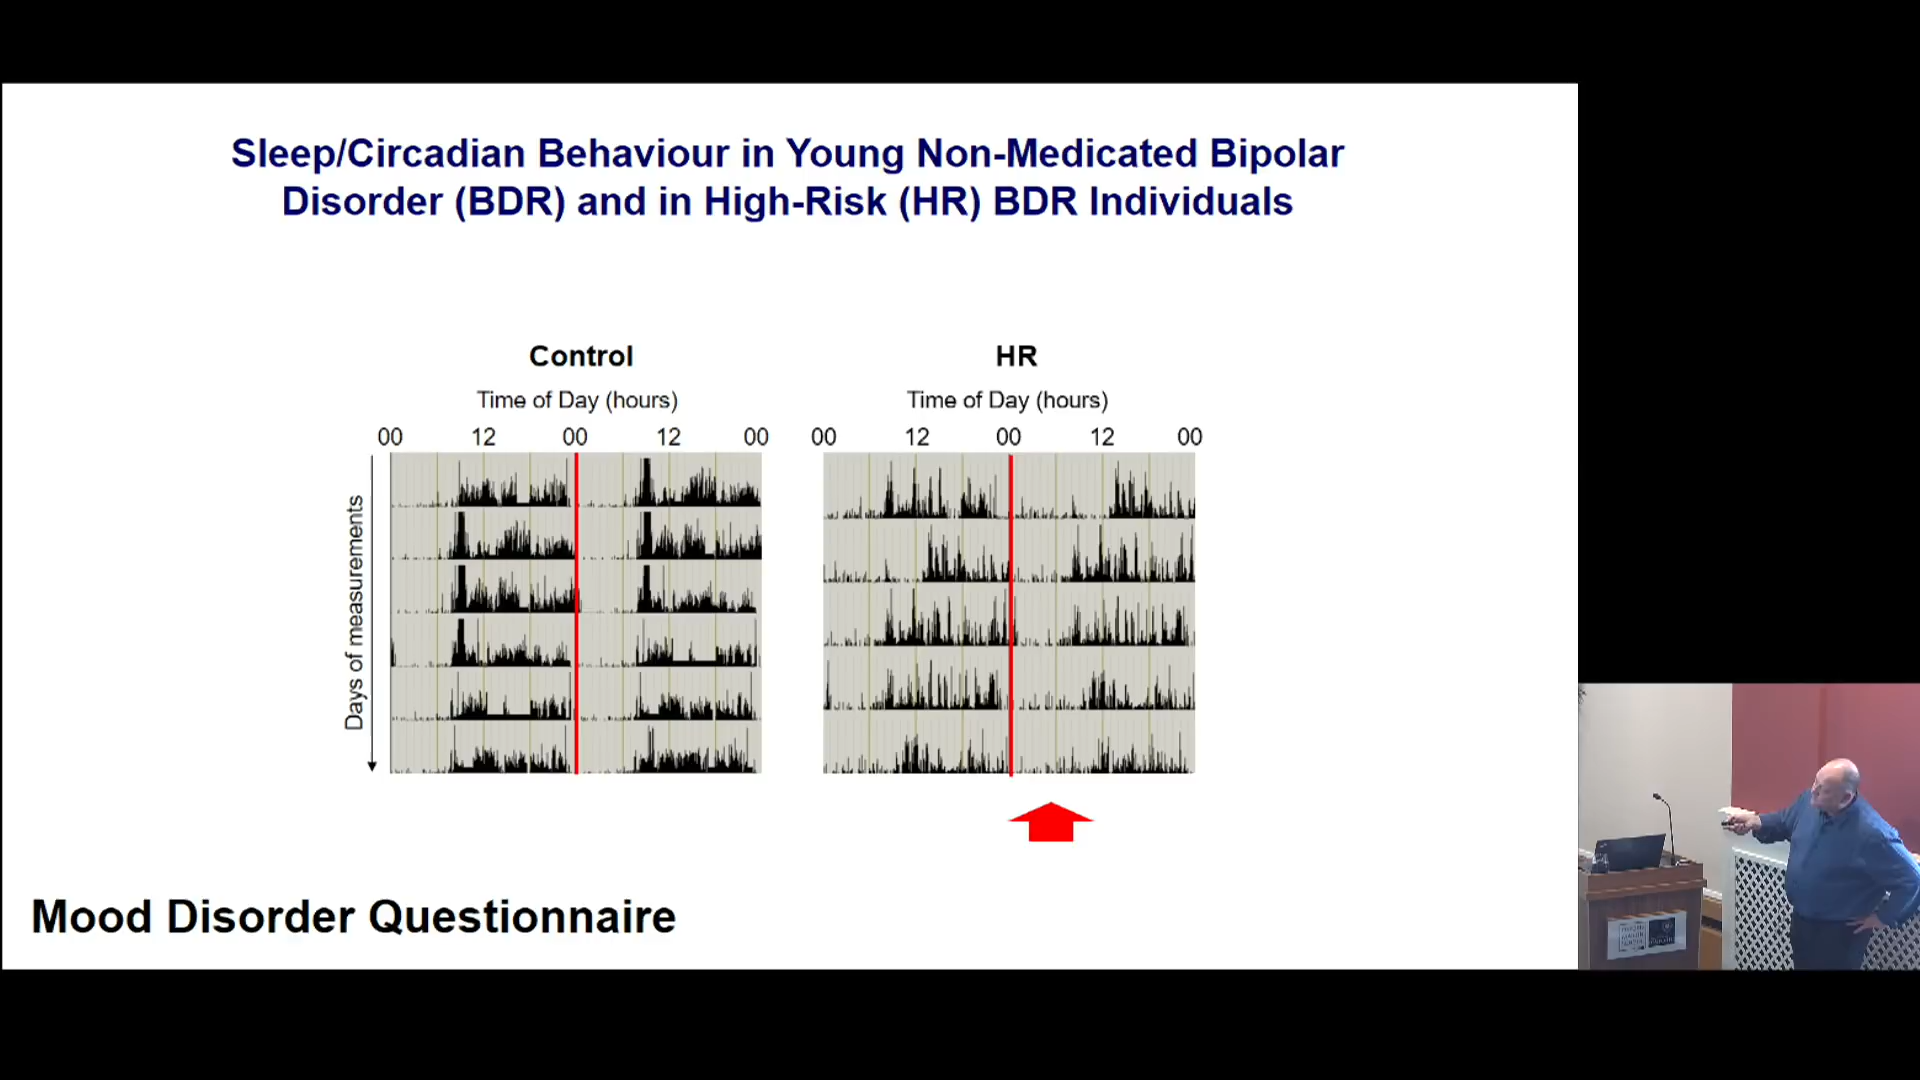 Sleep/Circadian Behaviour in Young Non-Medicated Bipolar
Disorder (BDR) and in High-Risk (HR) BDR Individuals
Control
Time of Day (hours)
00 12 00 12 00
Days of measurements
HR
Time of Day (hours)
00 12 00 12 00
Mood Disorder Questionnaire